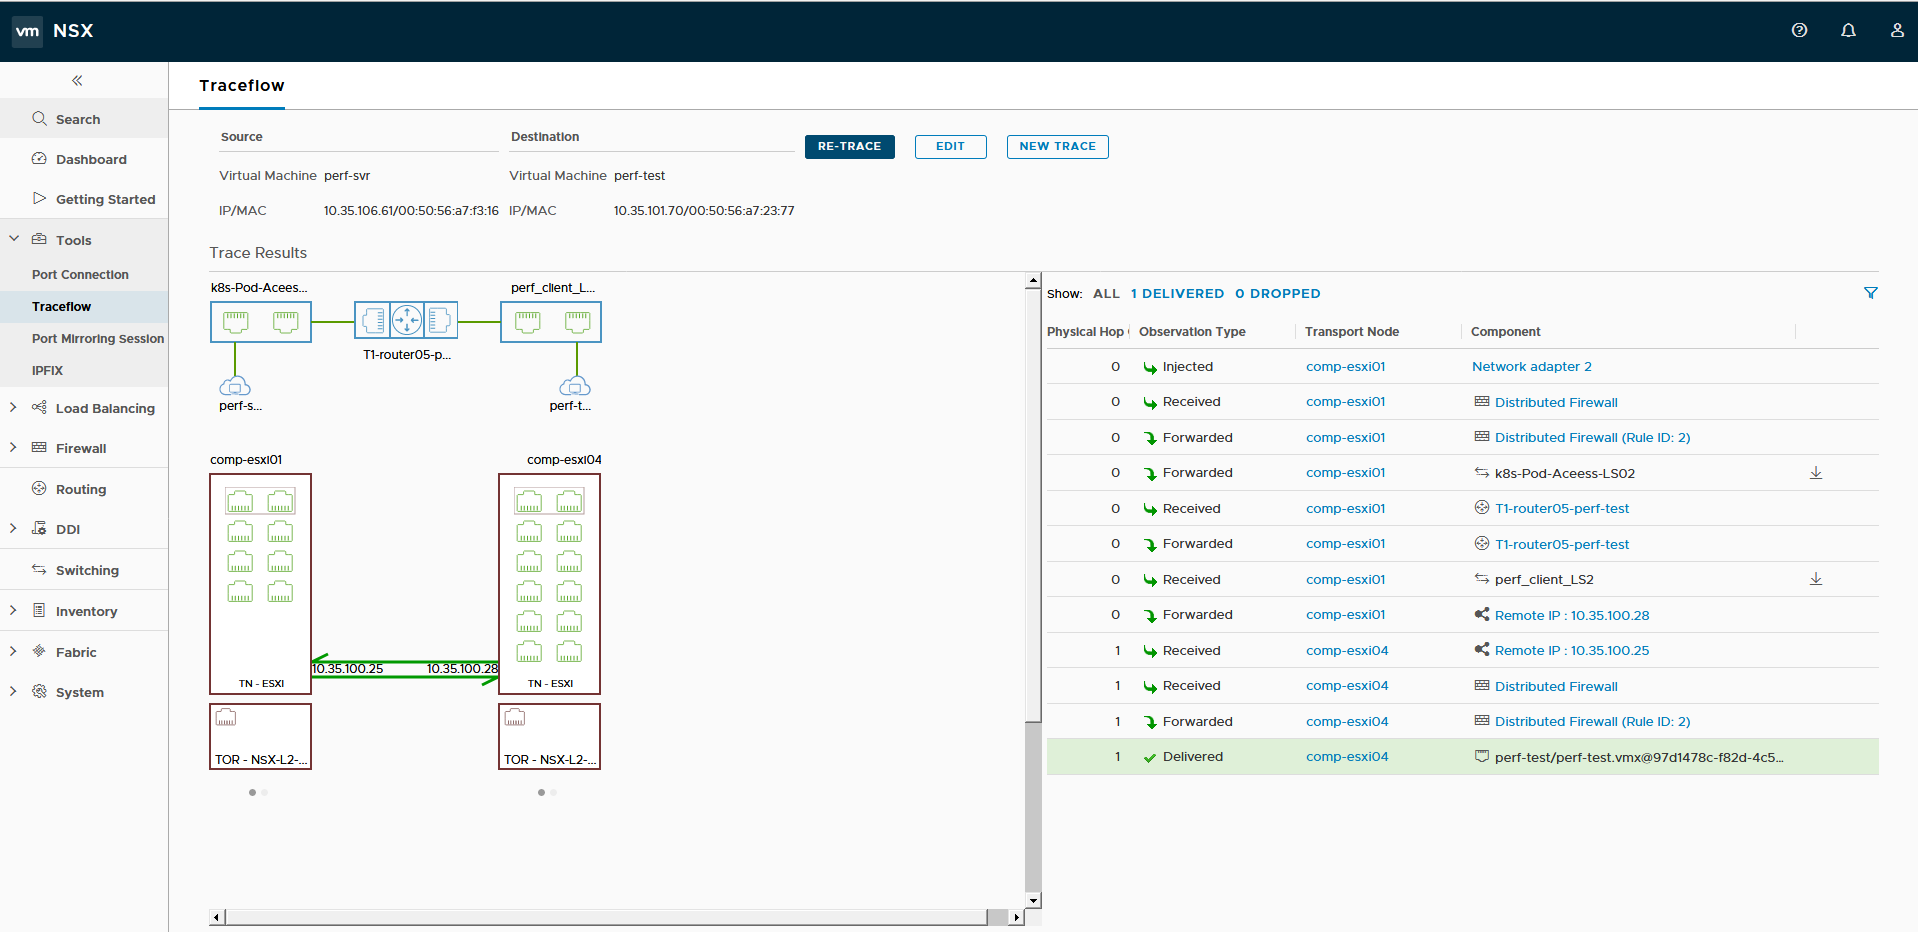 vm NSX
Traceflow
Search
Dashboard
Getting Started
Tools
Port Connection
Traceflow
Port Mirroring Session
IPFIX
Load Balancing
Firewall
Routing
DDI
Switching
Inventory
Fabric
System
Source
Destination
RE-TRACE
EDIT
NEW TRACE
Virtual Machine perf-svr
Virtual Machine perf-test
IP/MAC 10.35.106.61/00:50:56:a7:f3:16
IP/MAC 10.35.101.70/00:50:56:a7:23:77
Trace Results
k8s-Pod-Aceess...
perf_client_L...
T1-router05-p...
perf-s...
perf-t...
comp-esxi01
comp-esxi04
10.35.100.25
10.35.100.28
TN - ESXI
TN - ESXI
TOR - NSX-L2-...
TOR - NSX-L2-...
Show: ALL 1 DELIVERED 0 DROPPED
Physical Hop Observation Type Transport Node Component
0 Injected comp-esxi01 Network adapter 2
0 Received comp-esxi01 Distributed Firewall
0 Forwarded comp-esxi01 Distributed Firewall (Rule ID: 2)
0 Forwarded comp-esxi01 k8s-Pod-Aceess-LS02
0 Received comp-esxi01 T1-router05-perf-test
0 Forwarded comp-esxi01 T1-router05-perf-test
0 Received comp-esxi01 perf_client_LS2
0 Forwarded comp-esxi01 Remote IP : 10.35.100.28
1 Received comp-esxi04 Remote IP : 10.35.100.25
1 Received comp-esxi04 Distributed Firewall
1 Forwarded comp-esxi04 Distributed Firewall (Rule ID: 2)
1 Delivered comp-esxi04 perf-test/perf-test.vmx@97d1478c-f82d-4c5...